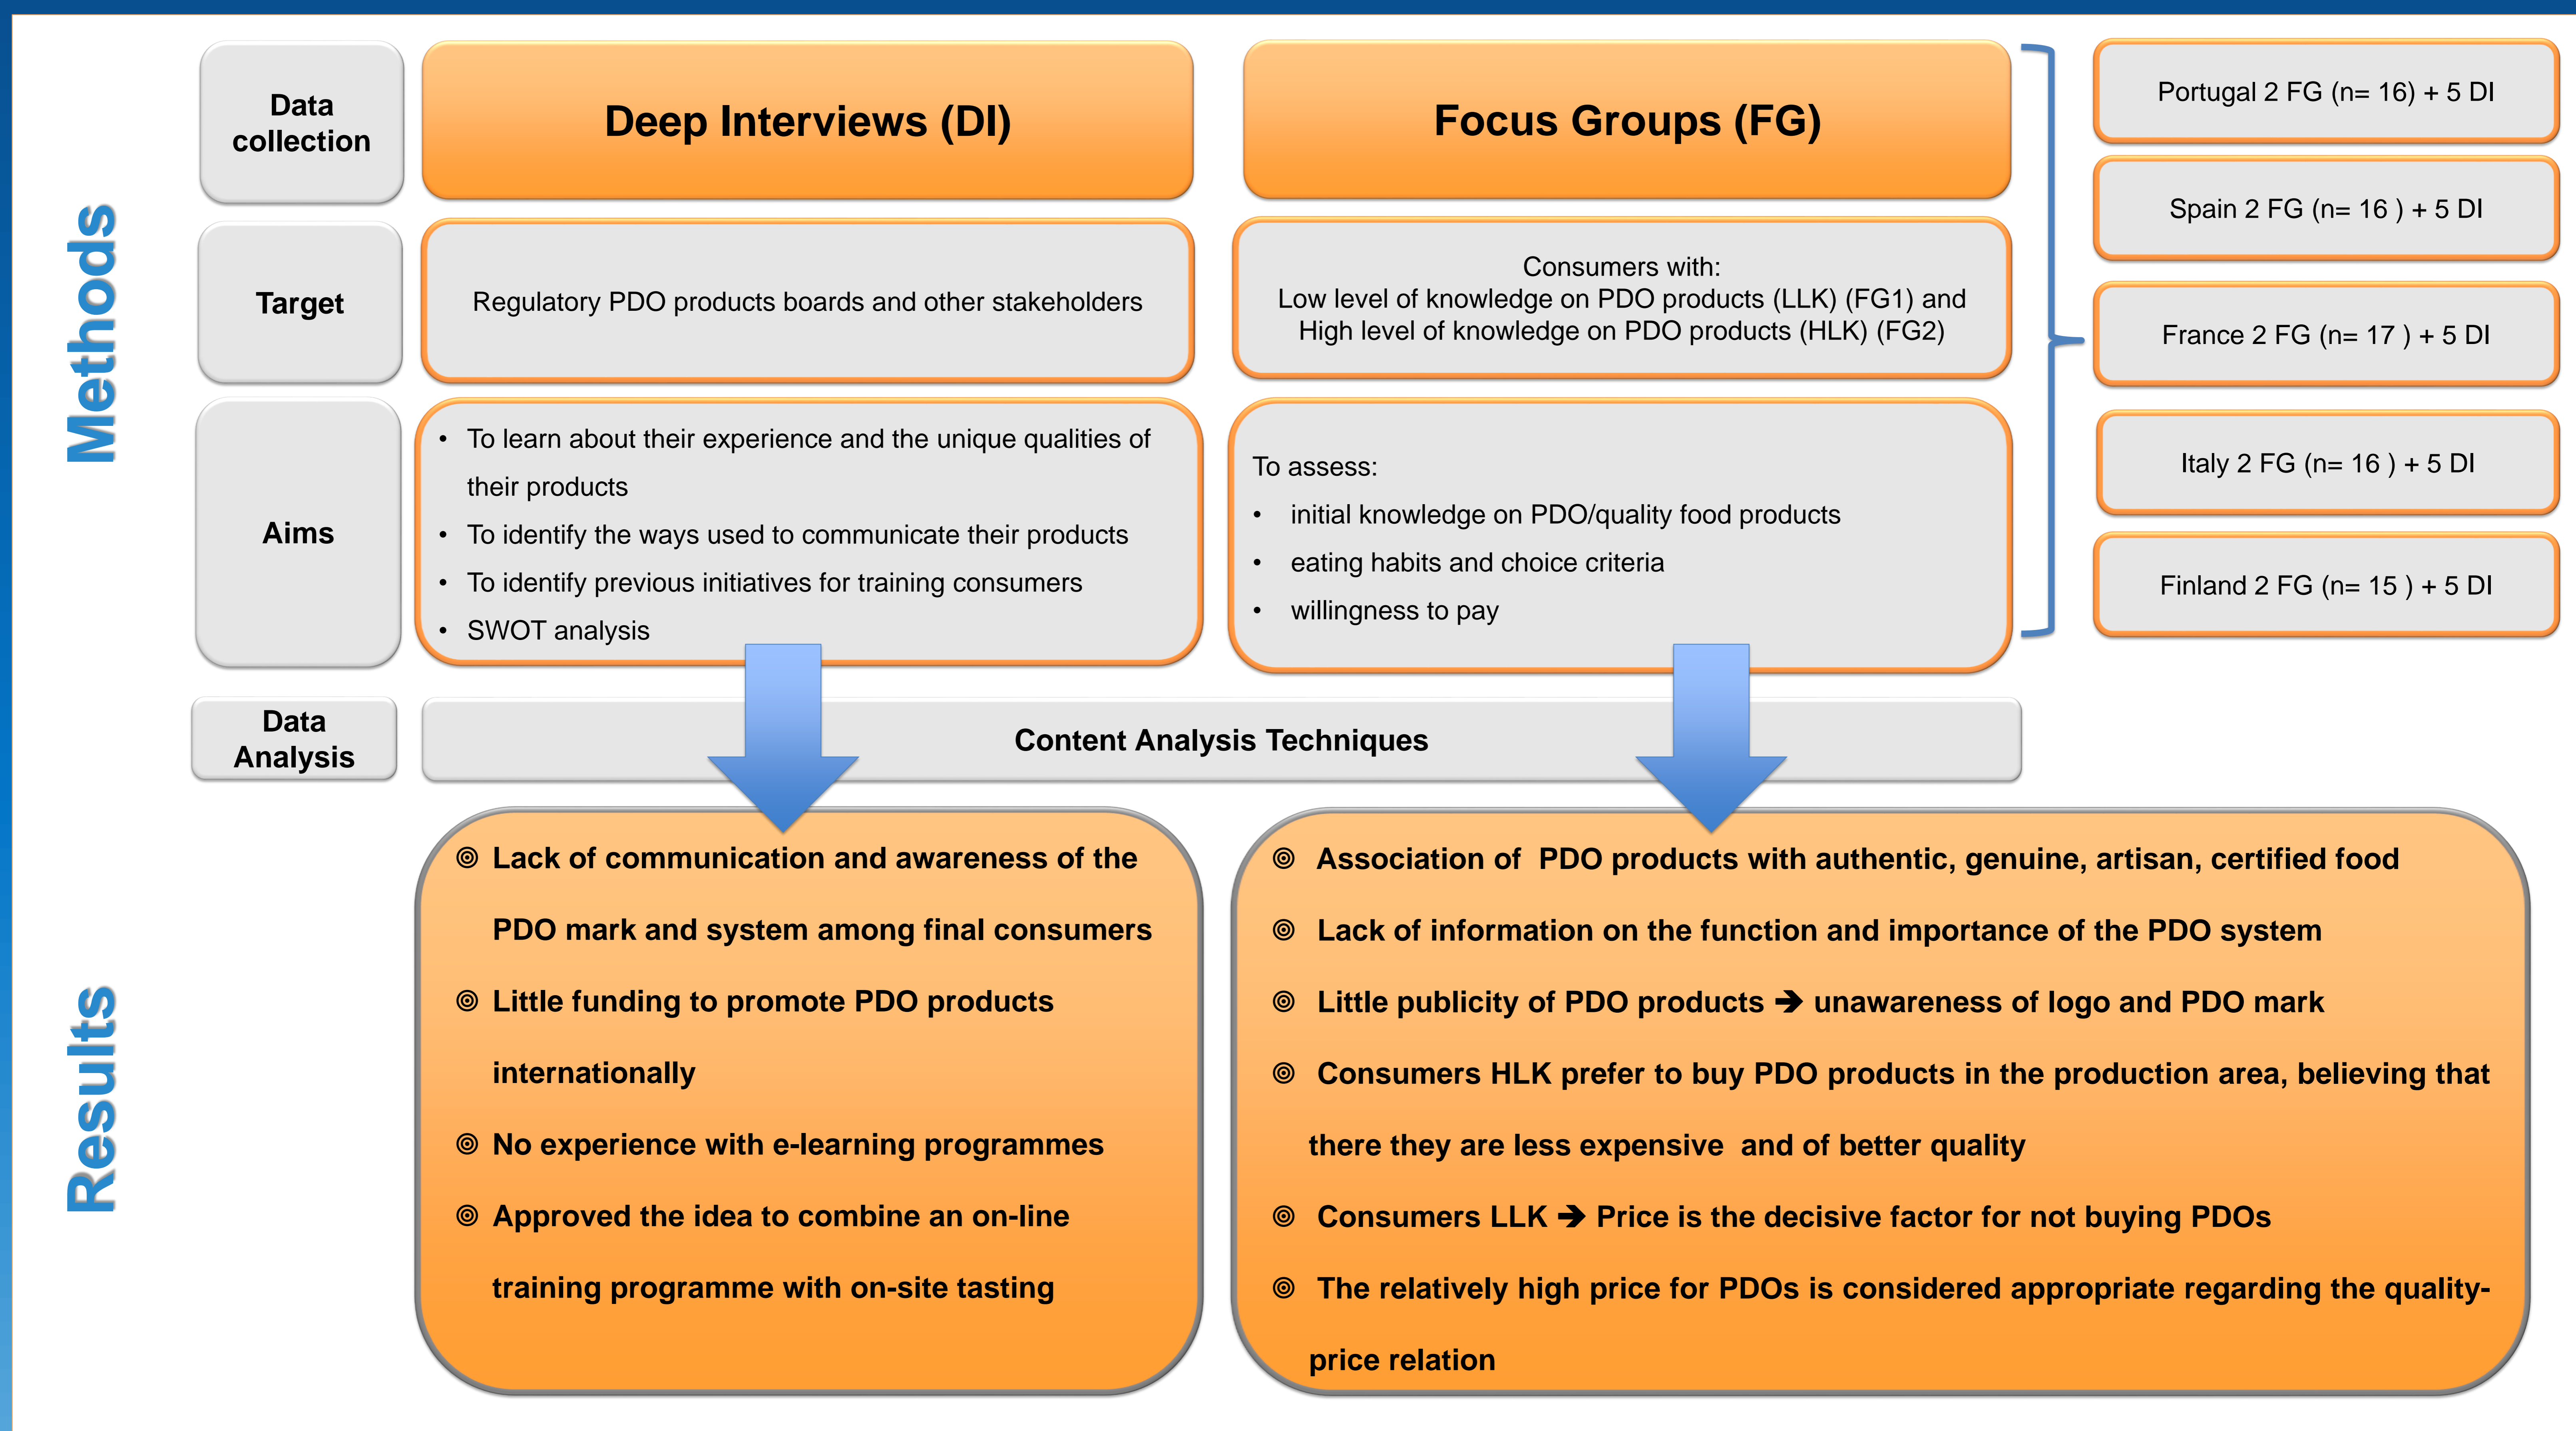 Methods
Data
collection
Deep Interviews (DI)
Focus Groups (FG)
Target
Regulatory PDO products boards and other stakeholders
Consumers with:
Low level of knowledge on PDO products (LLK) (FG1) and
High level of knowledge on PDO products (HLK) (FG2)
Aims
• To learn about their experience and the unique qualities of
their products
• To identify the ways used to communicate their products
• To identify previous initiatives for training consumers
• SWOT analysis
To assess:
• initial knowledge on PDO/quality food products
• eating habits and choice criteria
• willingness to pay
Portugal 2 FG (n= 16) + 5 DI
Spain 2 FG (n= 16 ) + 5 DI
France 2 FG (n= 17 ) + 5 DI
Italy 2 FG (n= 16 ) + 5 DI
Finland 2 FG (n= 15 ) + 5 DI
Data
Analysis
Content Analysis Techniques
Results
Lack of communication and awareness of the
PDO mark and system among final consumers
Little funding to promote PDO products
internationally
No experience with e-learning programmes
Approved the idea to combine an on-line
training programme with on-site tasting
Association of PDO products with authentic, genuine, artisan, certified food
Lack of information on the function and importance of the PDO system
Little publicity of PDO products ➔ unawareness of logo and PDO mark
Consumers HLK prefer to buy PDO products in the production area, believing that
there they are less expensive and of better quality
Consumers LLK ➔ Price is the decisive factor for not buying PDOs
The relatively high price for PDOs is considered appropriate regarding the quality-
price relation